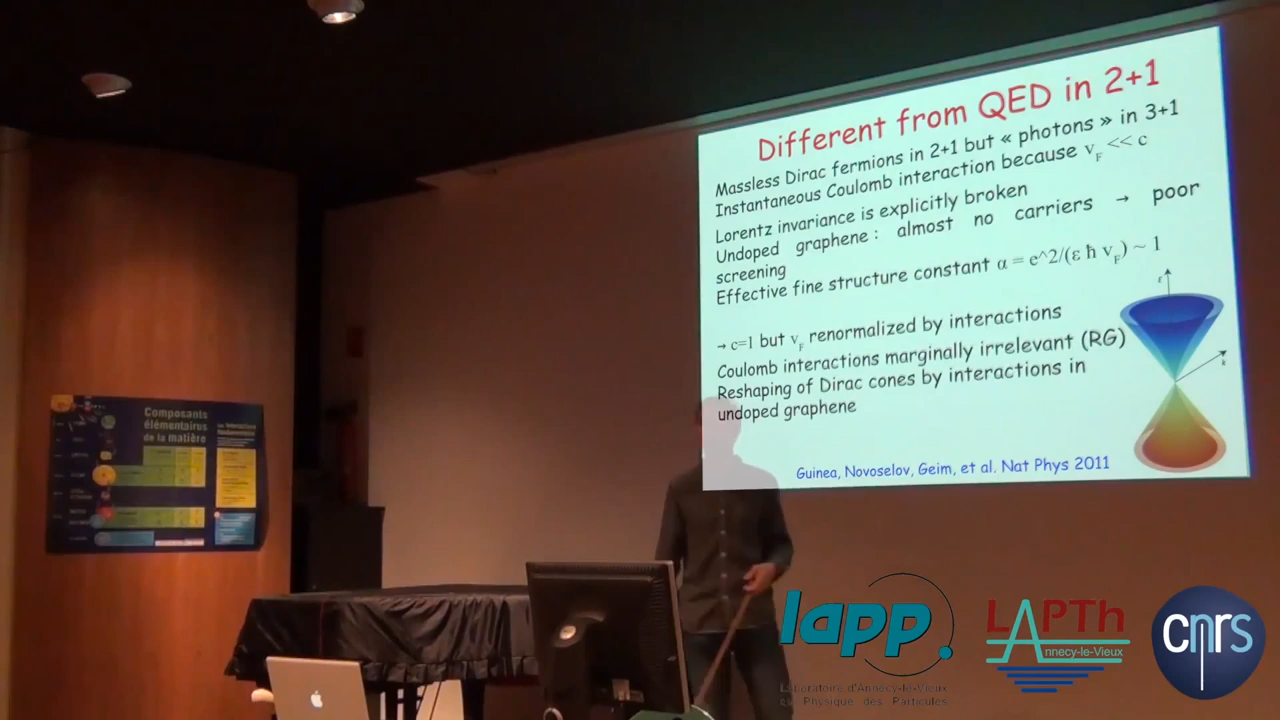 Different from QED in 2+1
Massless Dirac fermions in 2+1 but « photons » in 3+1
Instantaneous Coulomb interaction because v_F << c
Lorentz invariance is explicitly broken
Undoped graphene : almost no carriers → poor
screening
Effective fine structure constant α = e^2/(ε ħ v_F) ~ 1
→ c=1 but v_F renormalized by interactions
Coulomb interactions marginally irrelevant (RG)
Reshaping of Dirac cones by interactions in
undoped graphene
ε
k
Guinea, Novoselov, Geim, et al. Nat Phys 2011
Composants
élémentaires
de la matière
Les interactions
fondamentales
lapp
Laboratoire d'Annecy-le-Vieux
de Physique des Particules
LAPTh
Annecy-le-Vieux
cnrs